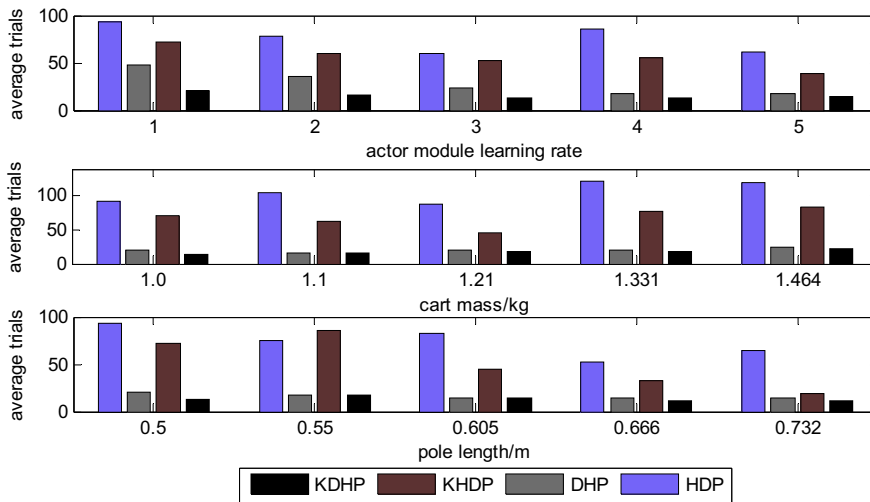 average trials
100
50
0
1 2 3 4 5
actor module learning rate
average trials
100
50
0
1.0 1.1 1.21 1.331 1.464
cart mass/kg
average trials
100
50
0
0.5 0.55 0.605 0.666 0.732
pole length/m
KDHP KHDP DHP HDP